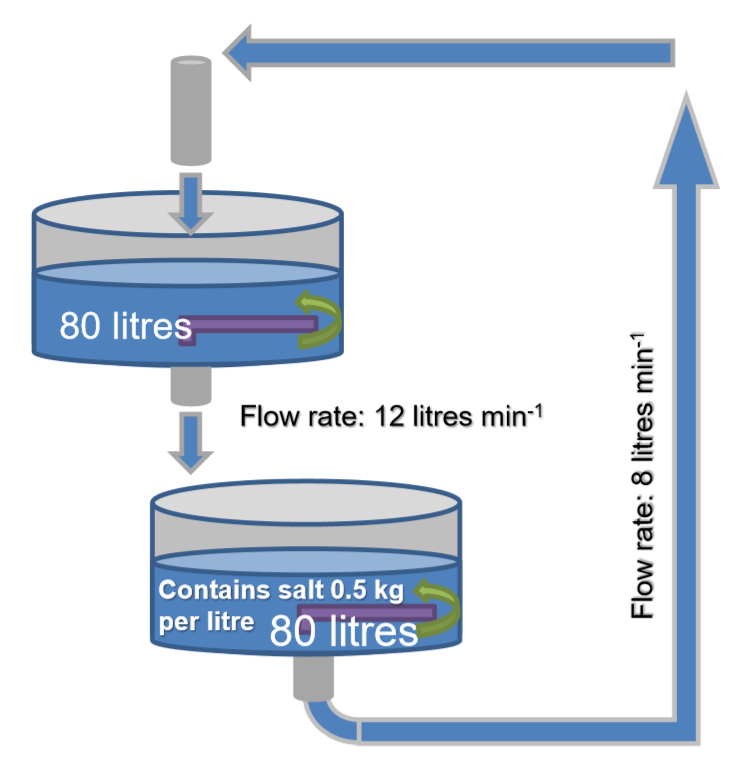 80 litres
Flow rate: 12 litres min⁻¹
Flow rate: 8 litres min⁻¹
Contains salt 0.5 kg
per litre
80 litres